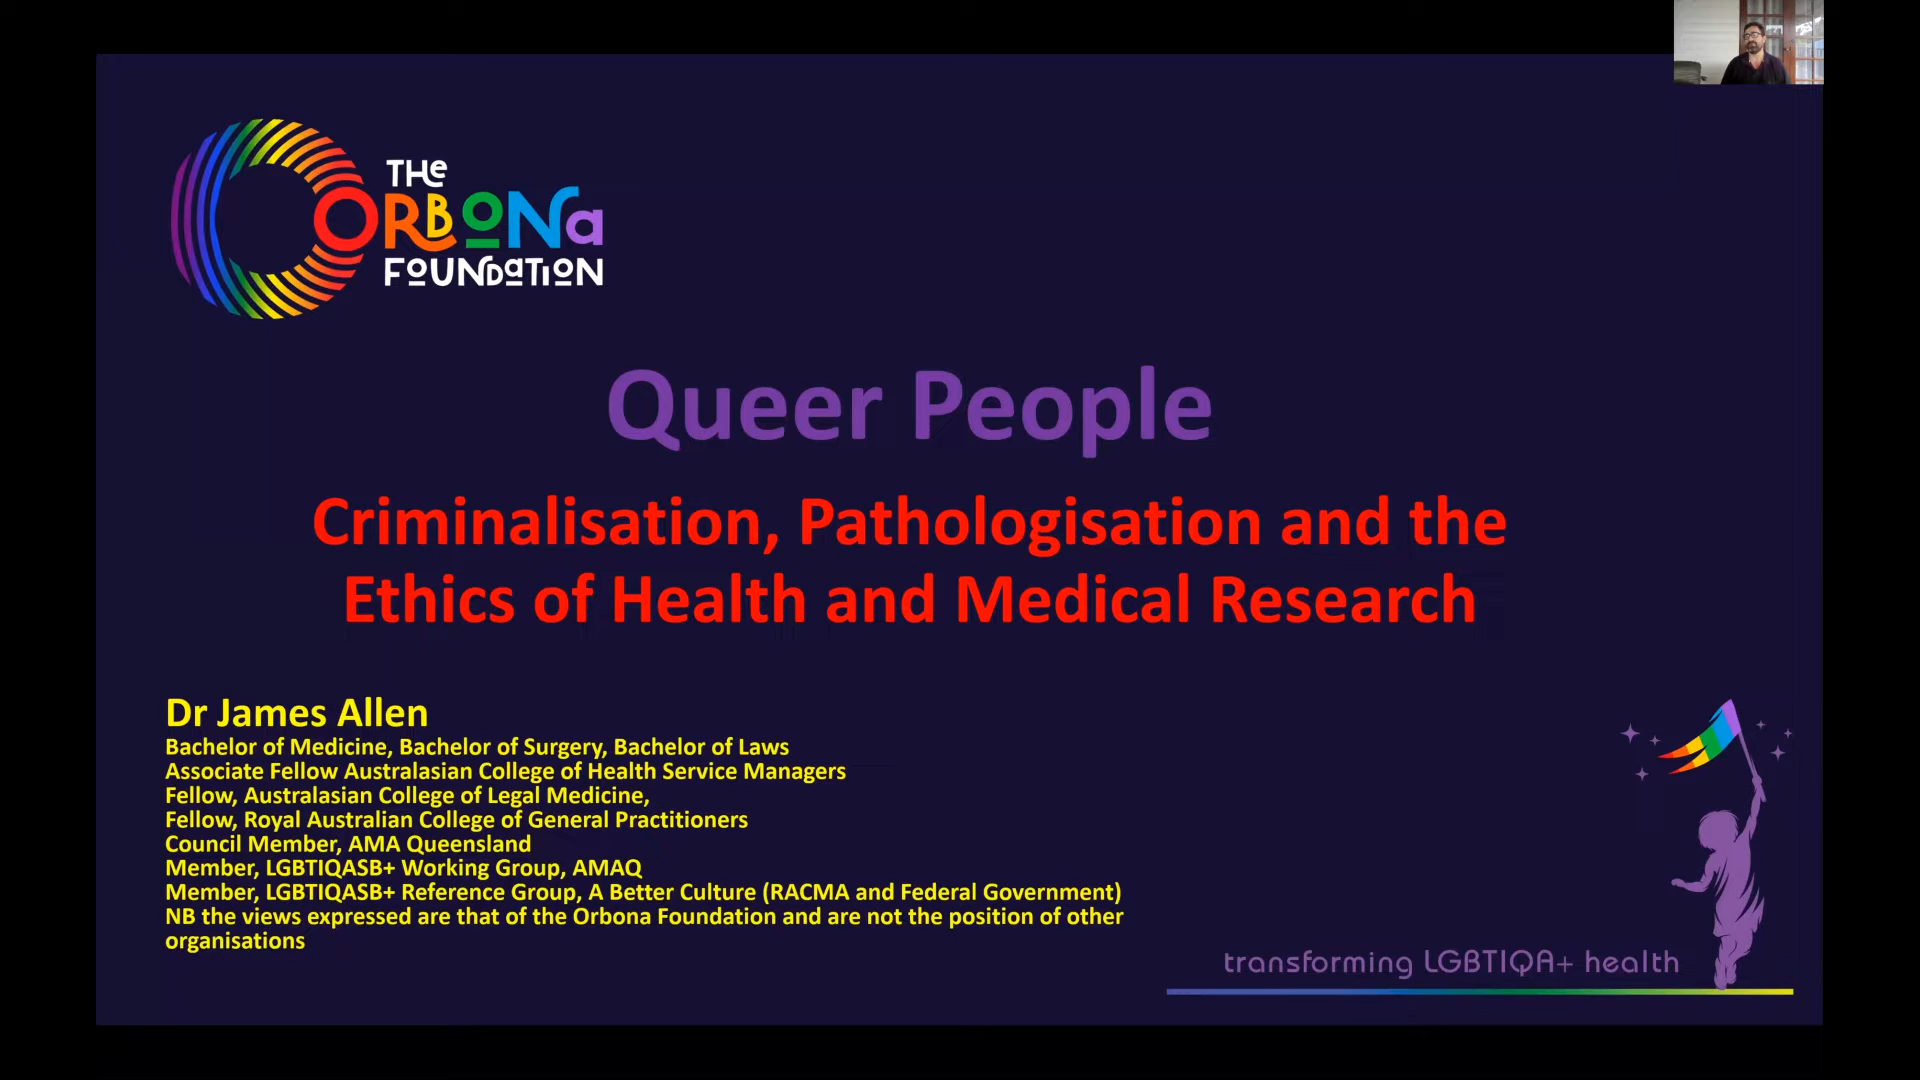 THe
ORBONa
FOUNDaTION
Queer People
Criminalisation, Pathologisation and the
Ethics of Health and Medical Research
Dr James Allen
Bachelor of Medicine, Bachelor of Surgery, Bachelor of Laws
Associate Fellow Australasian College of Health Service Managers
Fellow, Australasian College of Legal Medicine,
Fellow, Royal Australian College of General Practitioners
Council Member, AMA Queensland
Member, LGBTIQASB+ Working Group, AMAQ
Member, LGBTIQASB+ Reference Group, A Better Culture (RACMA and Federal Government)
NB the views expressed are that of the Orbona Foundation and are not the position of other
organisations
transforming LGBTIQA+ health